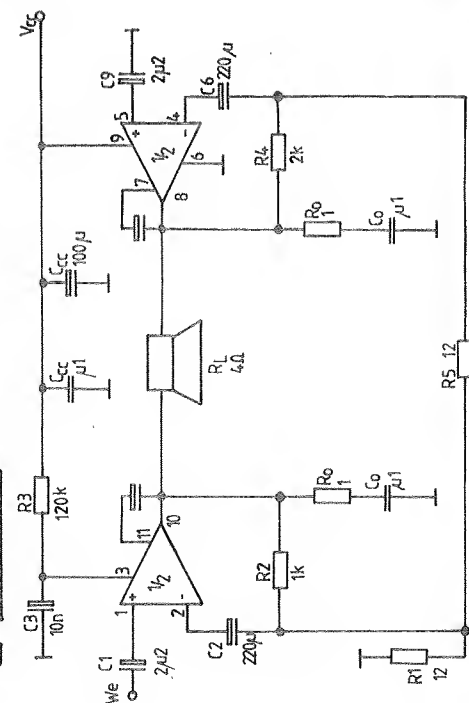 Vcc
C9
2µ2
C6
220µ
5
4
+
-
9
1/2
6
7
8
R4
2k
Ro
1
Co
µ1
Ccc
100µ
Ccc
µ1
RL
4Ω
R5 12
R3
120k
C3
10n
3
11
10
1/2
+
-
1
2
C1
2µ2
We
C2
220µ
R2
1k
Ro
1
Co
µ1
R1
12